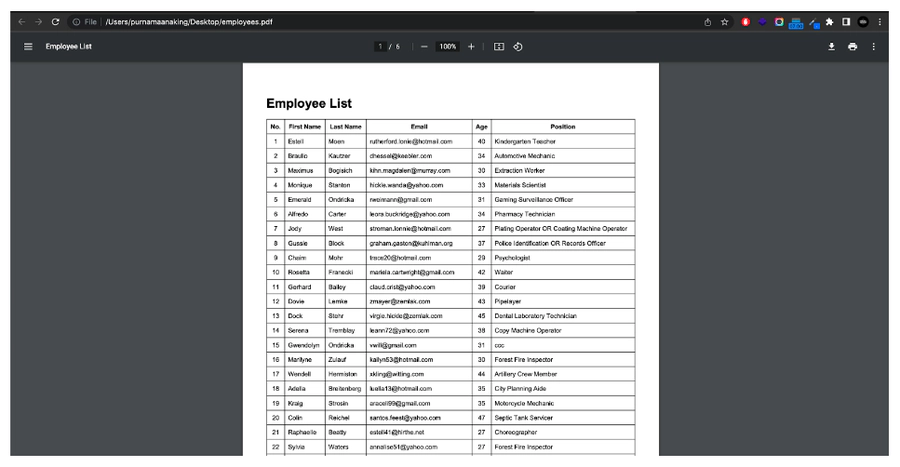 File | /Users/purnamaanaking/Desktop/employees.pdf
Employee List 1 / 6 100%
Employee List
No. First Name Last Name Email Age Position
1 Estell Moen rutherford.lonie@hotmail.com 40 Kindergarten Teacher
2 Braulio Kautzer dhessel@keebler.com 34 Automotive Mechanic
3 Maximus Bogisich kihn.magdalen@murray.com 30 Extraction Worker
4 Monique Stanton hickle.wanda@yahoo.com 33 Materials Scientist
5 Emerald Ondricka rweimann@gmail.com 31 Gaming Surveillance Officer
6 Alfredo Carter leora.buckridge@yahoo.com 34 Pharmacy Technician
7 Jody West stroman.lonnie@hotmail.com 27 Plating Operator OR Coating Machine Operator
8 Gussie Block graham.gaston@kuhlman.org 37 Police Identification OR Records Officer
9 Chaim Mohr trace20@hotmail.com 29 Psychologist
10 Rosetta Franecki mariela.cartwright@gmail.com 42 Waiter
11 Gerhard Bailey claud.crist@yahoo.com 39 Courier
12 Dovie Lemke zmayer@zemlak.com 43 Pipelayer
13 Dock Stehr virgie.hickle@zemlak.com 45 Dental Laboratory Technician
14 Serena Tremblay leann72@yahoo.com 38 Copy Machine Operator
15 Gwendolyn Ondricka vwill@gmail.com 31 ccc
16 Marilyne Zulauf kailyn53@hotmail.com 30 Forest Fire Inspector
17 Wendell Hermiston xkling@witting.com 44 Artillery Crew Member
18 Adella Breitenberg luella13@hotmail.com 35 City Planning Aide
19 Kraig Strosin araceli99@gmail.com 35 Motorcycle Mechanic
20 Colin Reichel santos.feest@yahoo.com 47 Septic Tank Servicer
21 Raphaelle Beatty estell41@hirthe.net 27 Choreographer
22 Sylvia Waters annalise51@yahoo.com 27 Forest Fire Inspector